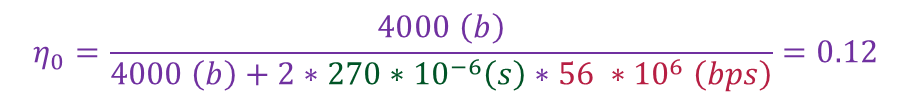 η₀ = 4000 (b) / 4000 (b) + 2 * 270 * 10⁻⁶(s) * 56 * 10⁶ (bps) = 0.12